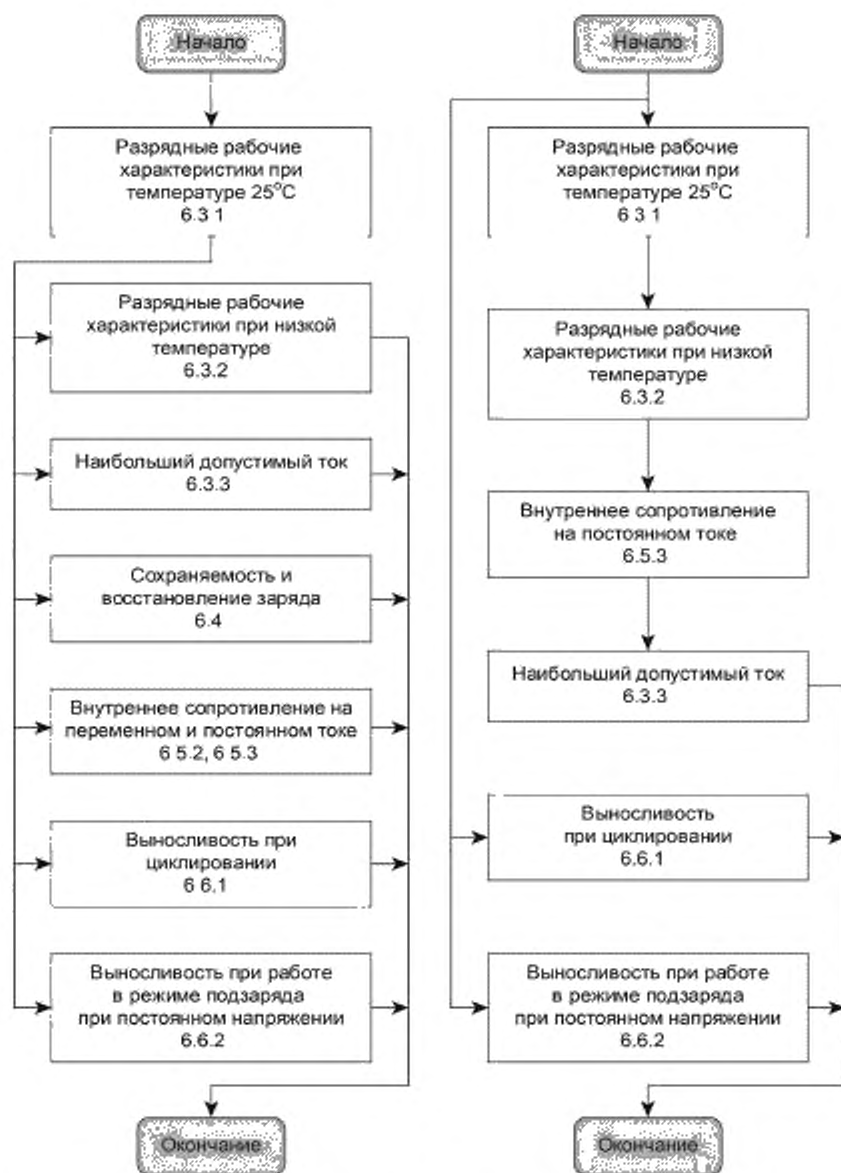 Начало
Разрядные рабочие
характеристики при
температуре 25°С
6.3 1
Разрядные рабочие
характеристики при низкой
температуре
6.3.2
Наибольший допустимый ток
6.3.3
Сохраняемость и
восстановление заряда
6.4
Внутреннее сопротивление на
переменном и постоянном токе
6 5.2, 6 5.3
Выносливость при
циклировании
6 6.1
Выносливость при работе
в режиме подзаряда
при постоянном напряжении
6.6.2
Окончание
Начало
Разрядные рабочие
характеристики при
температуре 25°С
6 3 1
Разрядные рабочие
характеристики при низкой
температуре
6.3.2
Внутреннее сопротивление
на постоянном токе
6.5.3
Наибольший допустимый ток
6.3.3
Выносливость
при циклировании
6.6.1
Выносливость при работе
в режиме подзаряда
при постоянном напряжении
6.6.2
Окончание